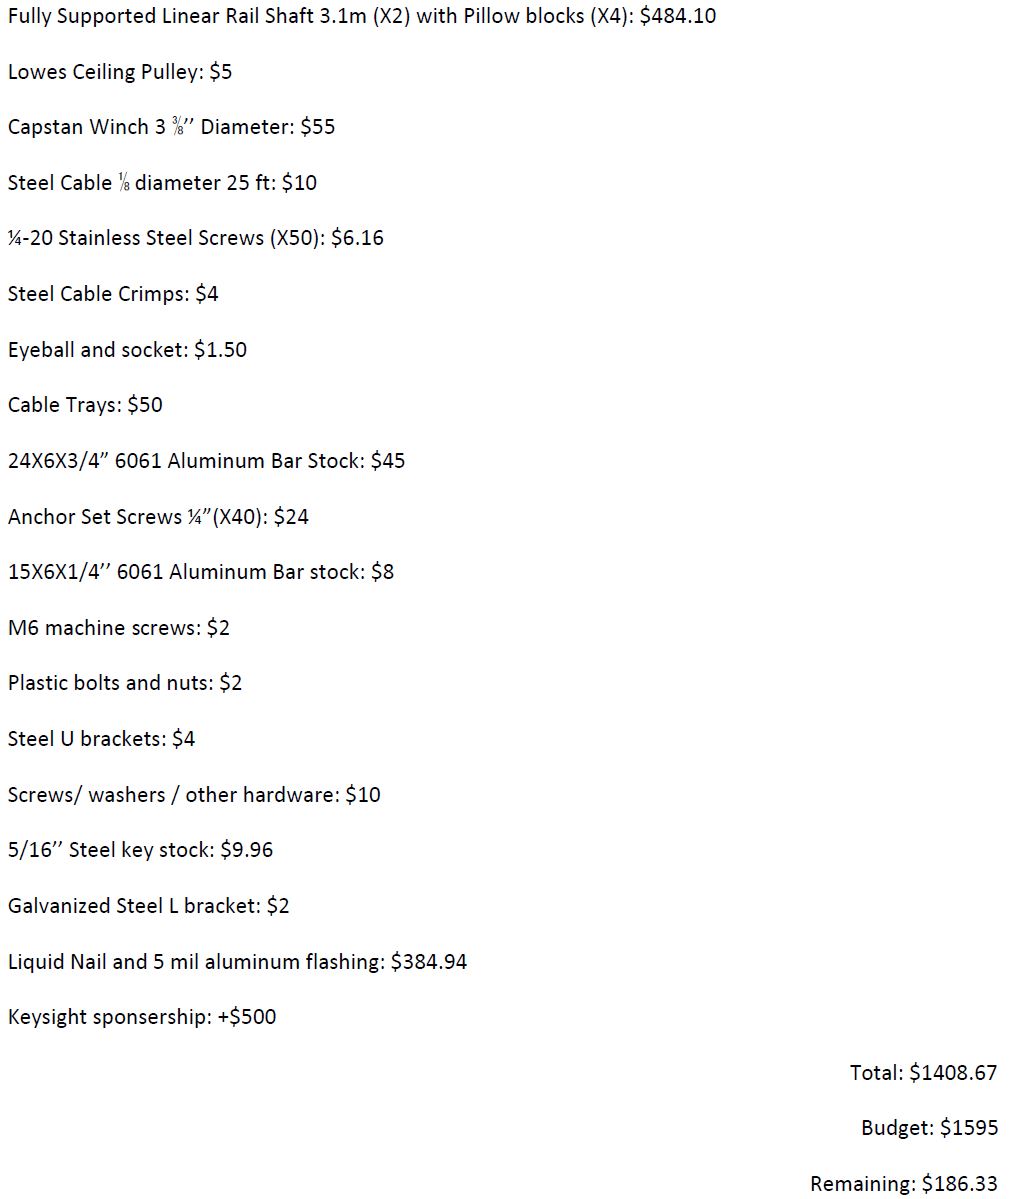 Fully Supported Linear Rail Shaft 3.1m (X2) with Pillow blocks (X4): $484.10
Lowes Ceiling Pulley: $5
Capstan Winch 3 ⅜’’ Diameter: $55
Steel Cable ⅛ diameter 25 ft: $10
¼-20 Stainless Steel Screws (X50): $6.16
Steel Cable Crimps: $4
Eyeball and socket: $1.50
Cable Trays: $50
24X6X3/4” 6061 Aluminum Bar Stock: $45
Anchor Set Screws ¼”(X40): $24
15X6X1/4’’ 6061 Aluminum Bar stock: $8
M6 machine screws: $2
Plastic bolts and nuts: $2
Steel U brackets: $4
Screws/ washers / other hardware: $10
5/16’’ Steel key stock: $9.96
Galvanized Steel L bracket: $2
Liquid Nail and 5 mil aluminum flashing: $384.94
Keysight sponsership: +$500
Total: $1408.67
Budget: $1595
Remaining: $186.33